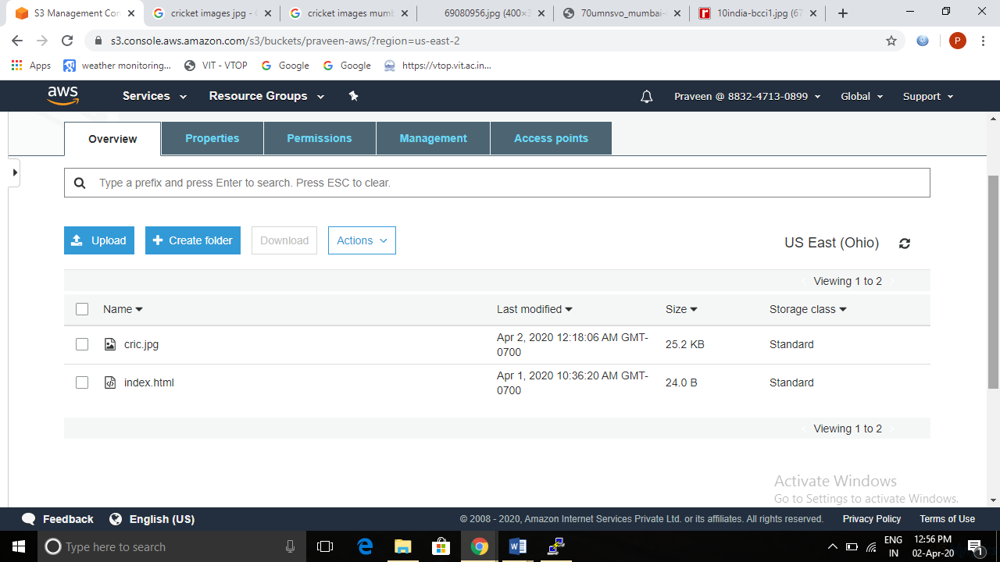 S3 Management Con
cricket images jpg - G
cricket images mumb
69080956.jpg (400×3
70umnsvo_mumbai-
10india-bcci1.jpg (67
s3.console.aws.amazon.com/s3/buckets/praveen-aws/?region=us-east-2
P
Apps
weather monitoring...
VIT - VTOP
Google
Google
https://vtop.vit.ac.in...
aws
Services
Resource Groups
Praveen @ 8832-4713-0899
Global
Support
Overview
Properties
Permissions
Management
Access points
Type a prefix and press Enter to search. Press ESC to clear.
Upload
Create folder
Download
Actions
US East (Ohio)
Viewing 1 to 2
Name
Last modified
Size
Storage class
cric.jpg
Apr 2, 2020 12:18:06 AM GMT-
0700
25.2 KB
Standard
index.html
Apr 1, 2020 10:36:20 AM GMT-
0700
24.0 B
Standard
Viewing 1 to 2
Activate Windows
Go to Settings to activate Windows.
Feedback
English (US)
© 2008 - 2020, Amazon Internet Services Private Ltd. or its affiliates. All rights reserved.
Privacy Policy
Terms of Use
Type here to search
ENG
IN
12:56 PM
02-Apr-20
1